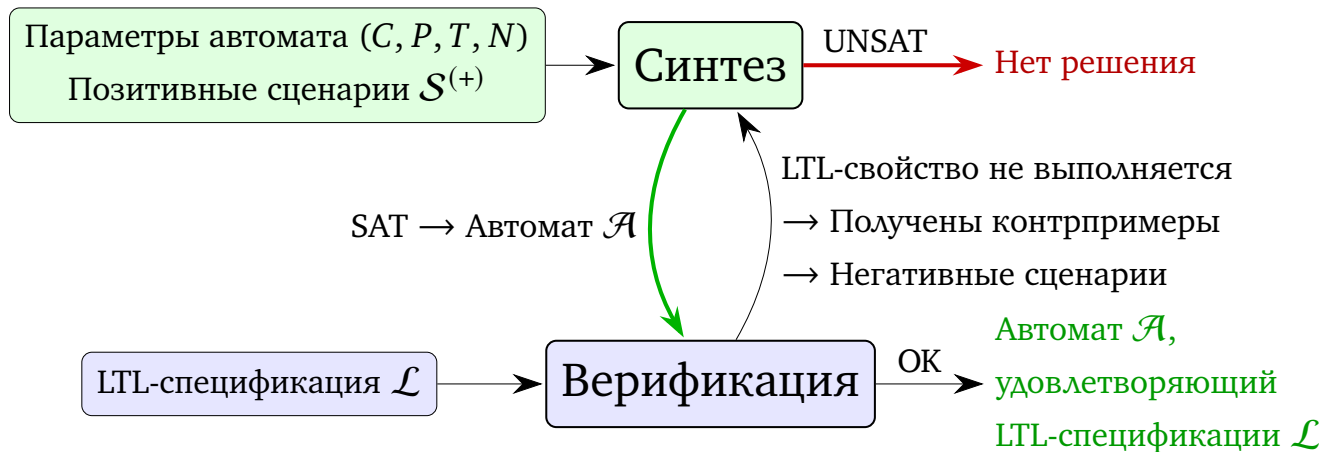 Параметры автомата (C, P, T, N)
Позитивные сценарии 𝓢⁽⁺⁾
Синтез
UNSAT
Нет решения
SAT → Автомат 𝒜
LTL-свойство не выполняется
→ Получены контрпримеры
→ Негативные сценарии
LTL-спецификация 𝓛
Верификация
OK
Автомат 𝒜,
удовлетворяющий
LTL-спецификации 𝓛